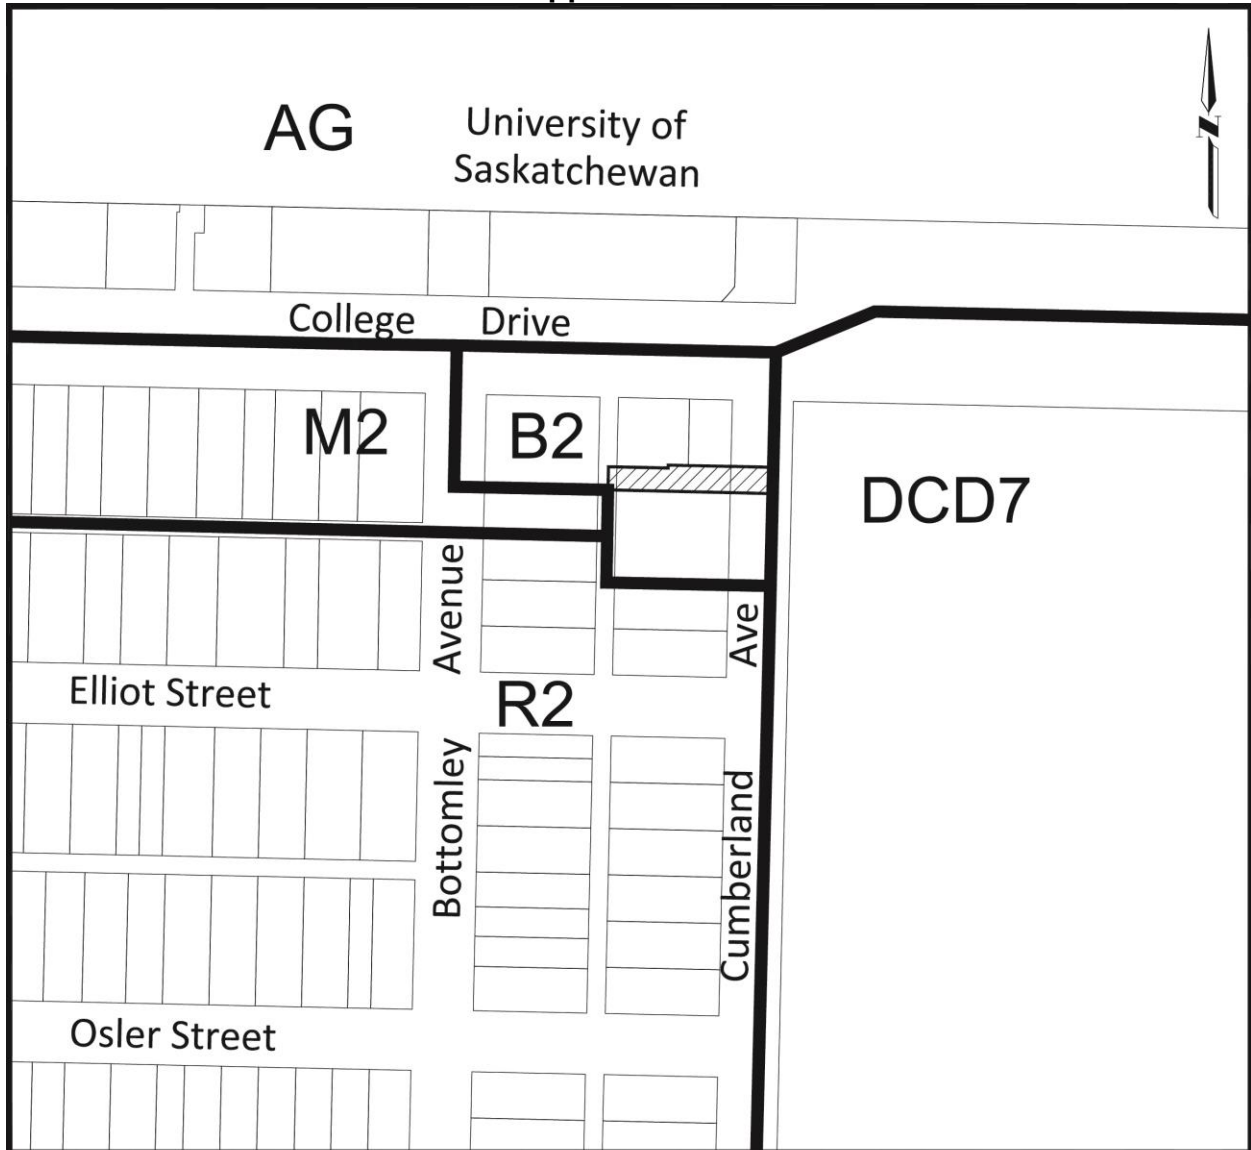 AG
University of
Saskatchewan
N
College Drive
M2
B2
DCD7
Avenue
Ave
Elliot Street
R2
Bottomley
Cumberland
Osler Street